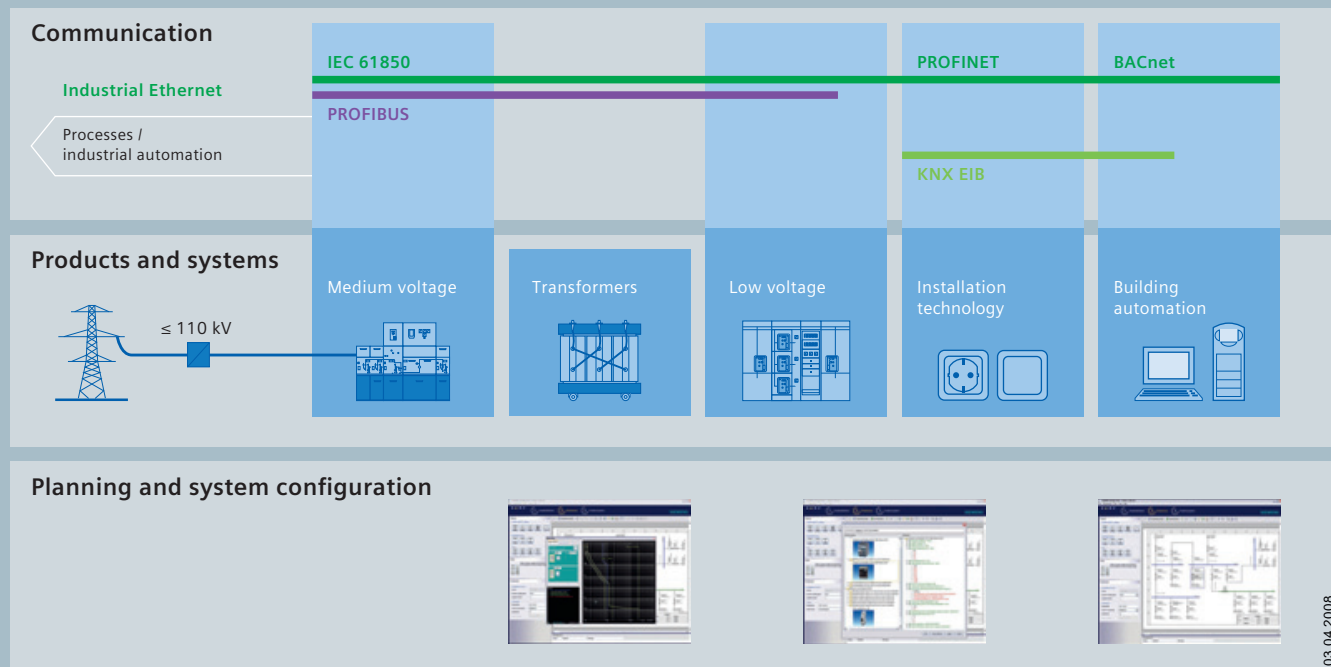 Communication
IEC 61850
PROFINET
BACnet
Industrial Ethernet
PROFIBUS
Processes /
industrial automation
KNX EIB
Products and systems
Medium voltage
Transformers
Low voltage
Installation
technology
Building
automation
≤ 110 kV
Planning and system configuration
03.04.2008